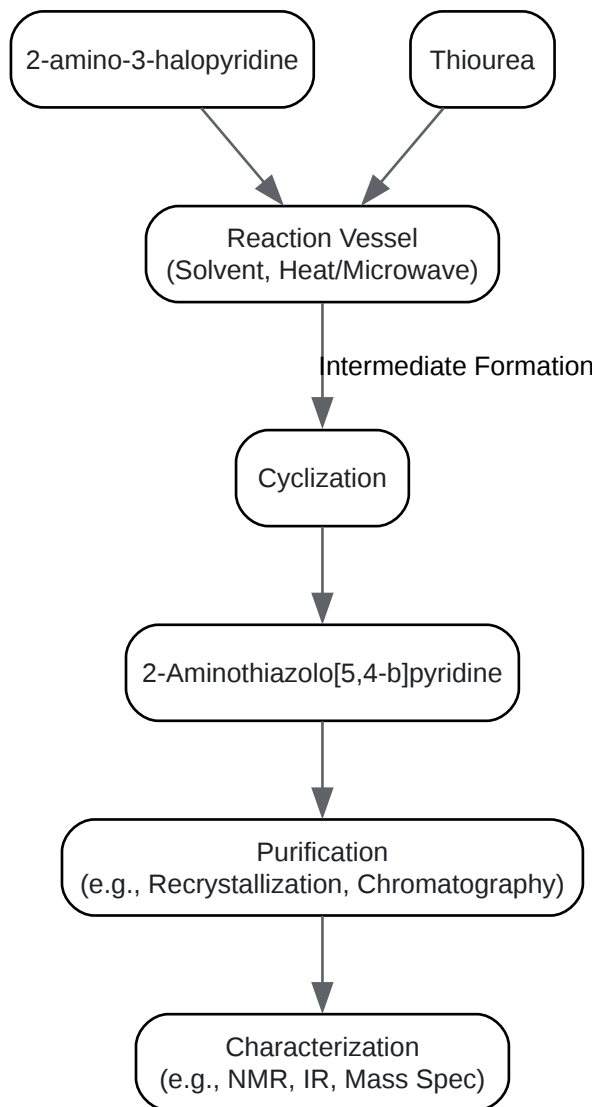 2-amino-3-halopyridine
Thiourea
Reaction Vessel
(Solvent, Heat/Microwave)
Intermediate Formation
Cyclization
2-Aminothiazolo[5,4-b]pyridine
Purification
(e.g., Recrystallization, Chromatography)
Characterization
(e.g., NMR, IR, Mass Spec)